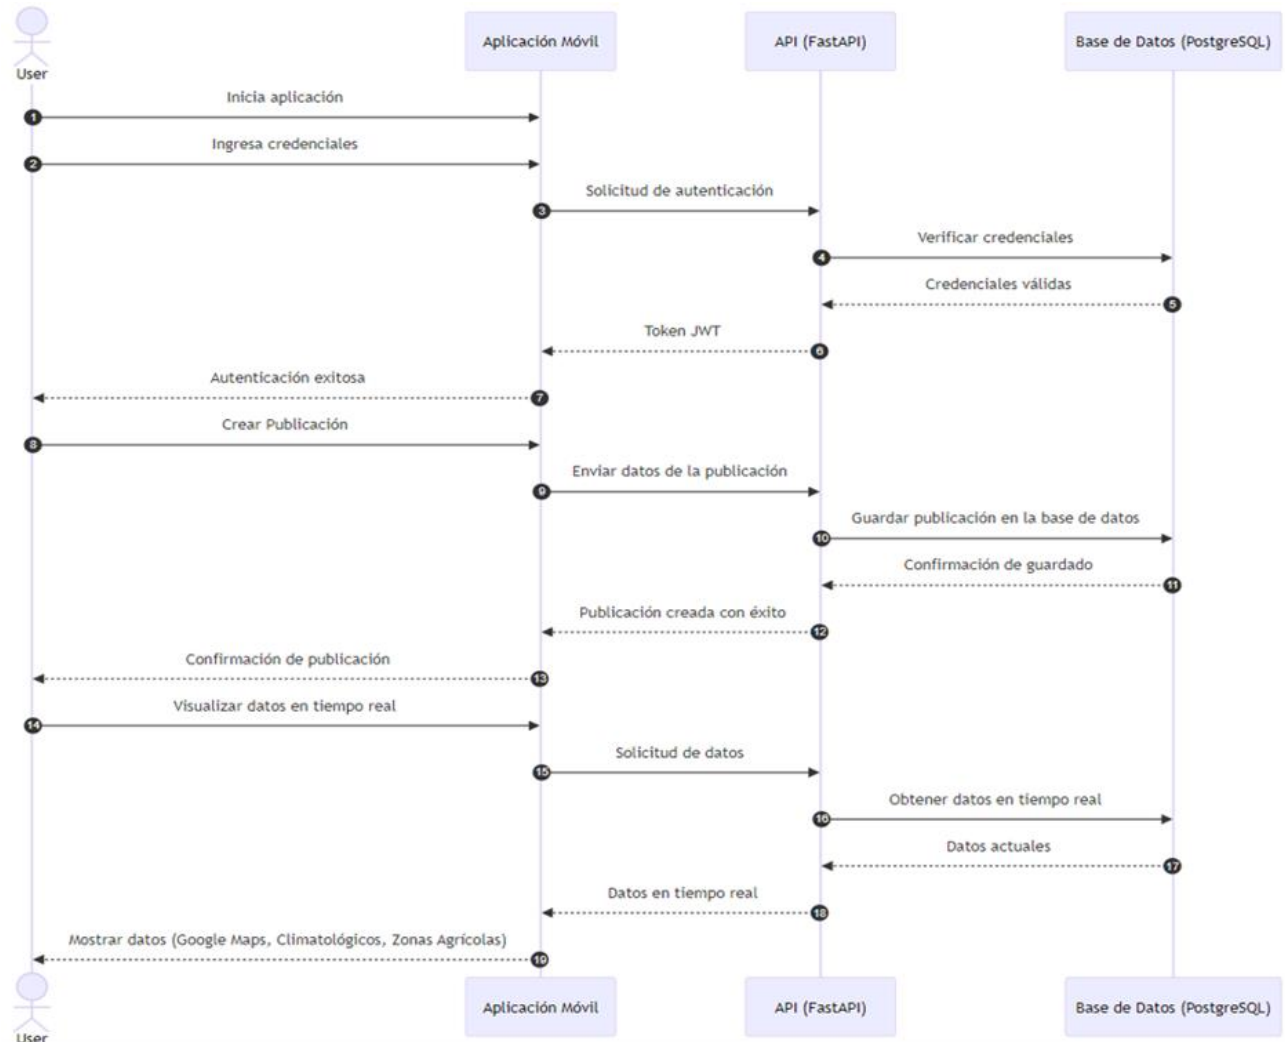 User
Aplicación Móvil
API (FastAPI)
Base de Datos (PostgreSQL)
Inicia aplicación
1
Ingresa credenciales
2
Solicitud de autenticación
3
Verificar credenciales
4
Credenciales válidas
5
Token JWT
6
Autenticación exitosa
7
Crear Publicación
8
Enviar datos de la publicación
9
Guardar publicación en la base de datos
10
Confirmación de guardado
11
Publicación creada con éxito
12
Confirmación de publicación
13
Visualizar datos en tiempo real
14
Solicitud de datos
15
Obtener datos en tiempo real
16
Datos actuales
17
Datos en tiempo real
18
Mostrar datos (Google Maps, Climatológicos, Zonas Agrícolas)
19
User
Aplicación Móvil
API (FastAPI)
Base de Datos (PostgreSQL)